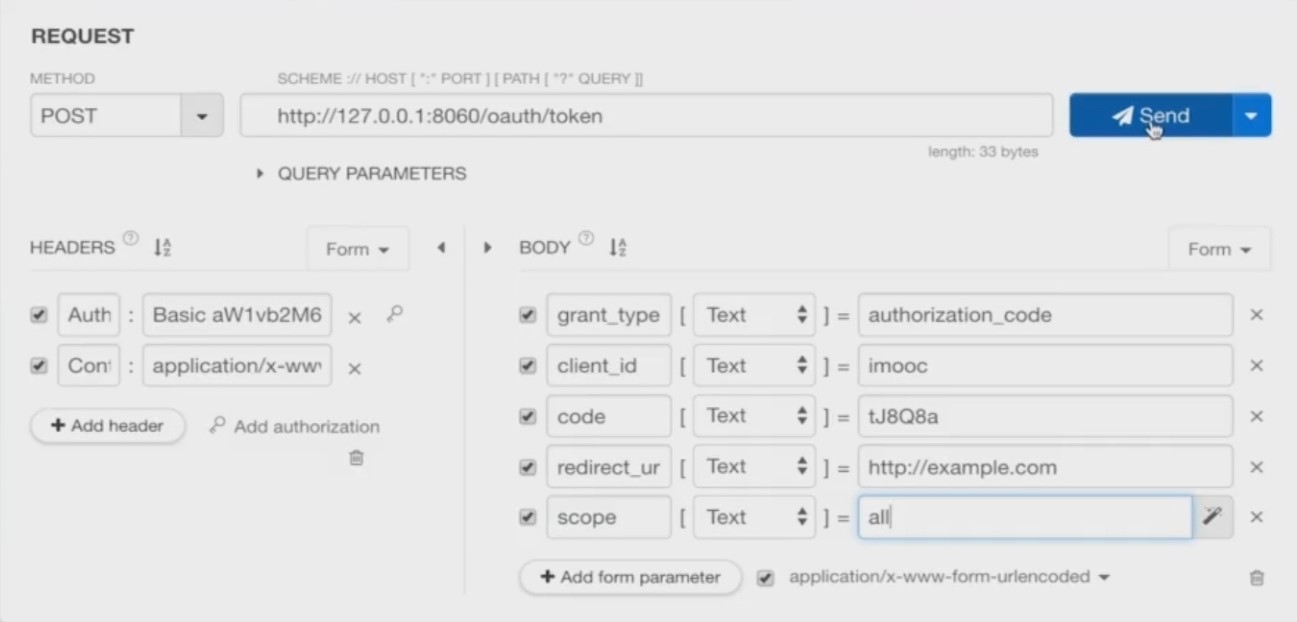 REQUEST
METHOD
SCHEME :// HOST [ ":" PORT ] [ PATH [ "?" QUERY ]]
POST
http://127.0.0.1:8060/oauth/token
Send
length: 33 bytes
QUERY PARAMETERS
HEADERS ? Form
BODY ? Form
Auth : Basic aW1vb2M6
Cont : application/x-ww
Add header
Add authorization
grant_type [ Text ] = authorization_code
client_id [ Text ] = imooc
code [ Text ] = tJ8Q8a
redirect_ur [ Text ] = http://example.com
scope [ Text ] = all
Add form parameter
application/x-www-form-urlencoded